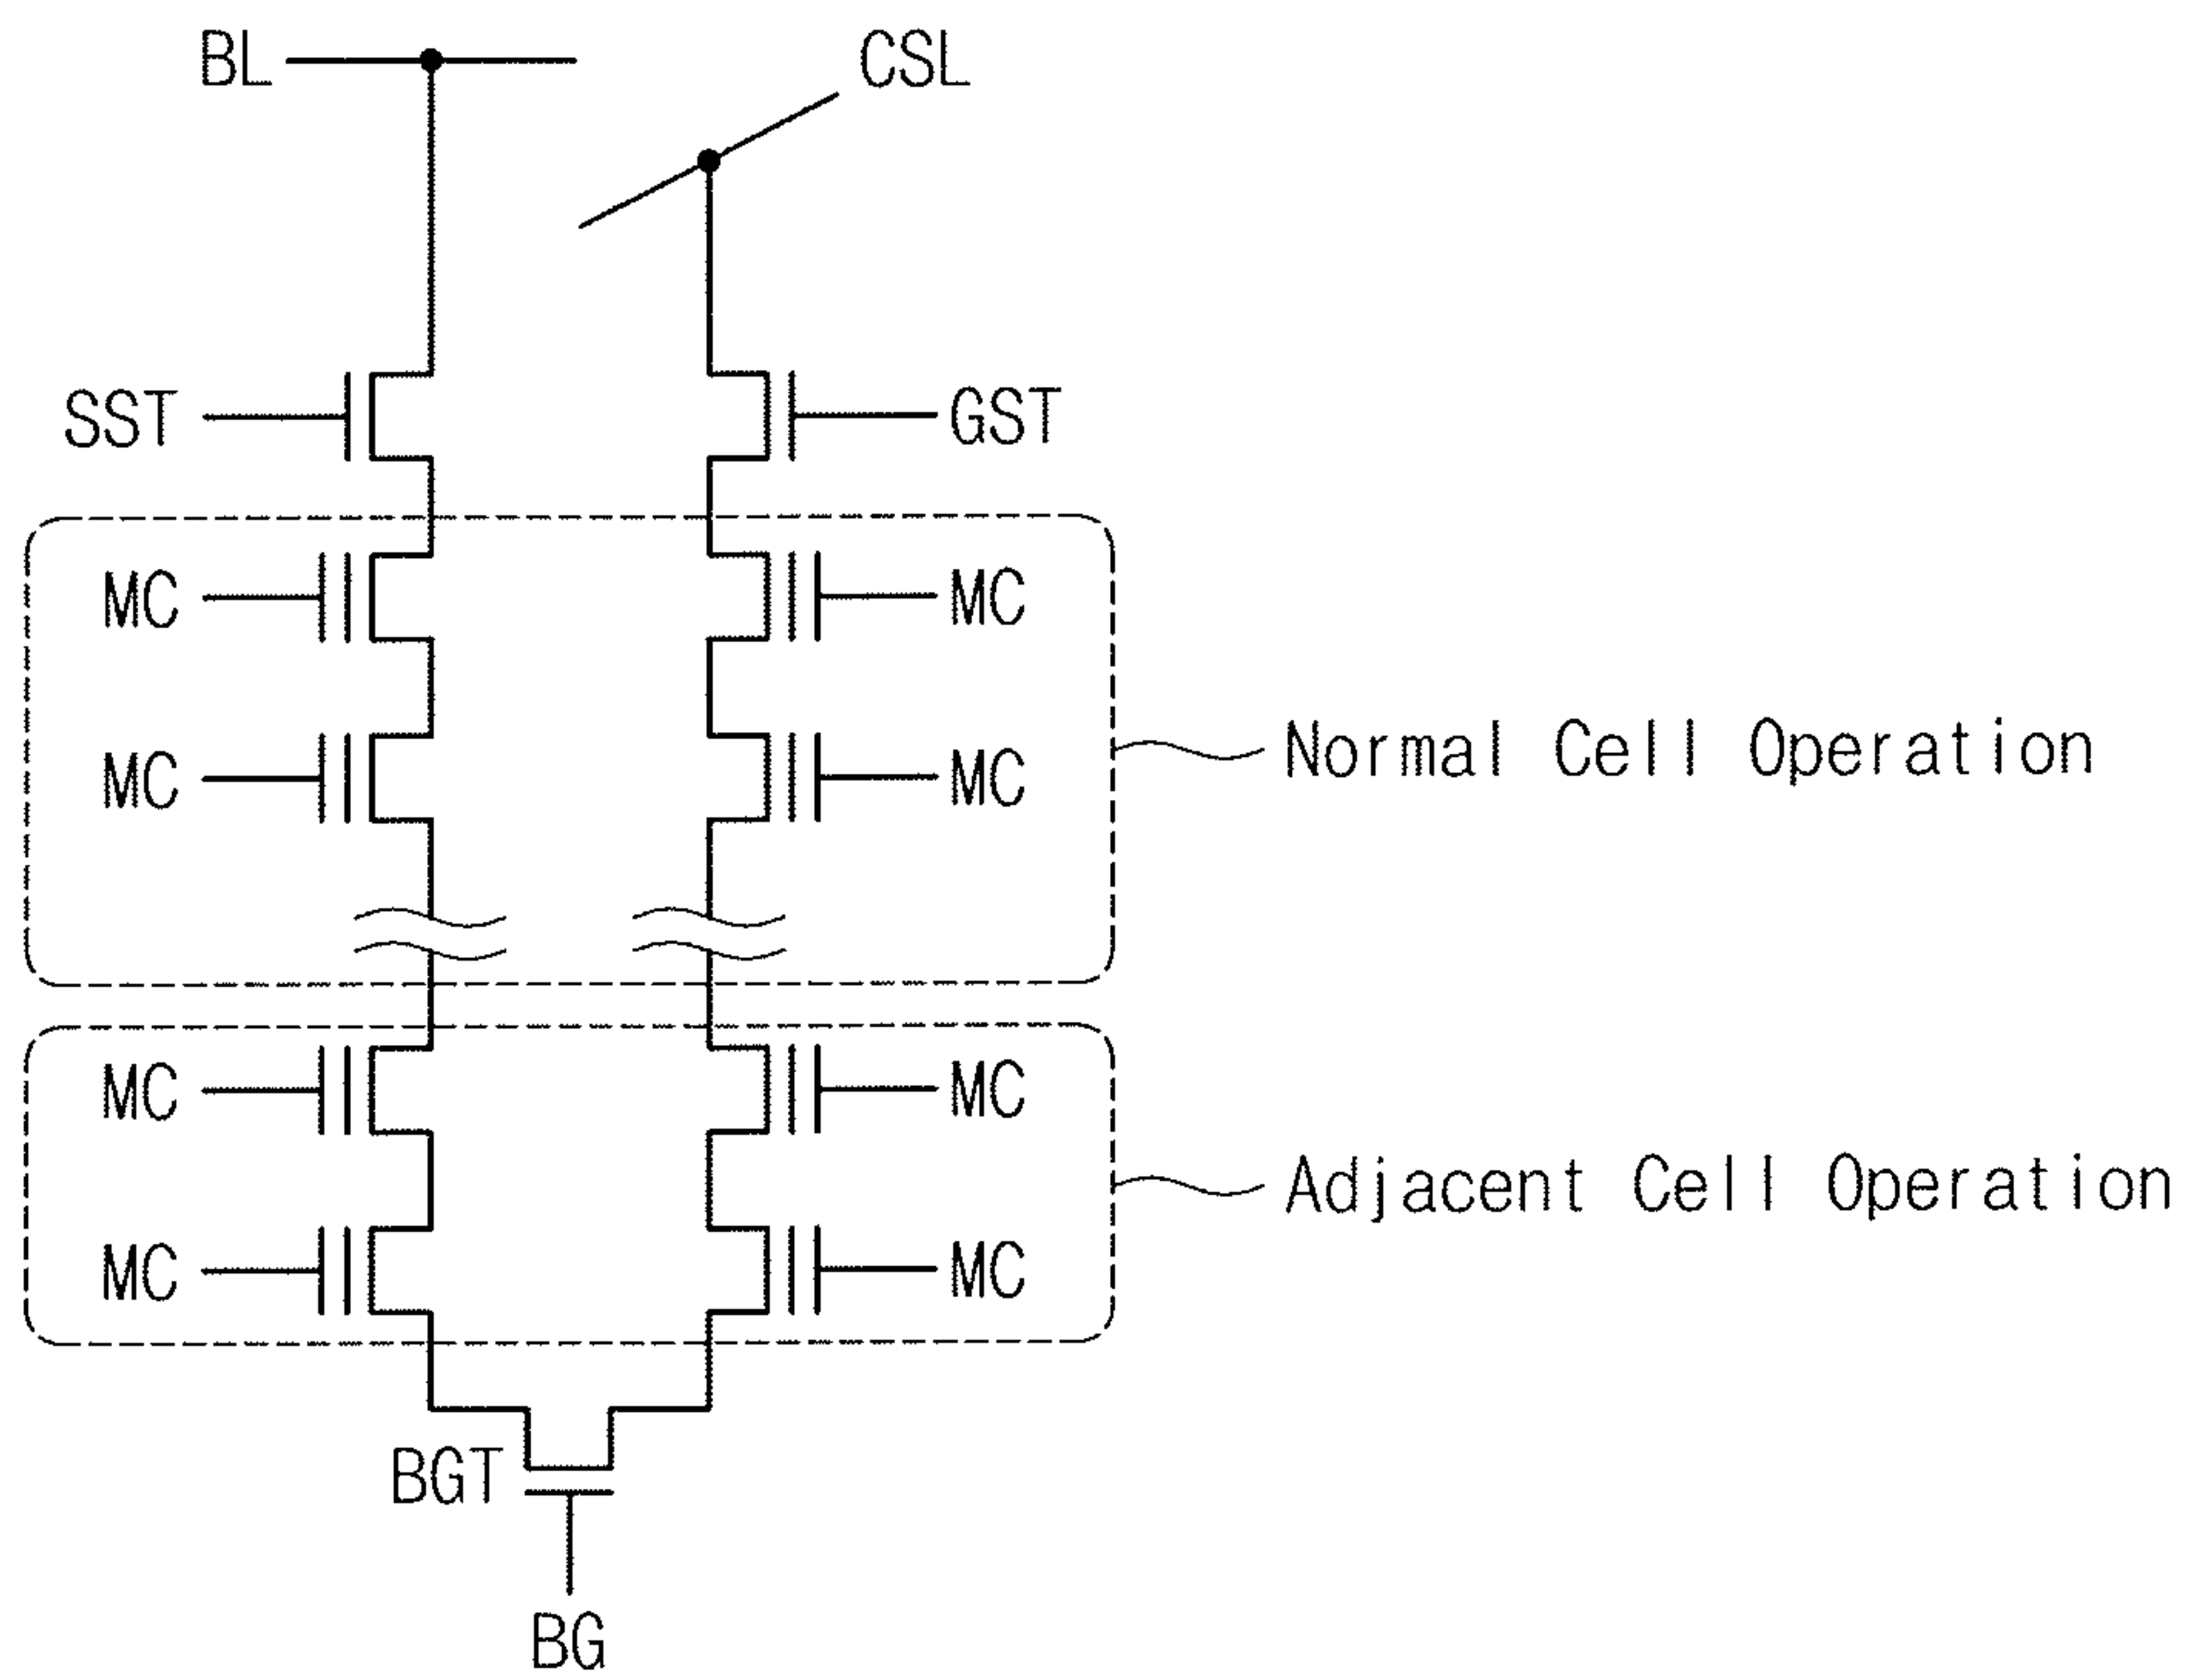 BL
CSL
SST
GST
MC
MC
MC
MC
Normal Cell Operation
MC
MC
Adjacent Cell Operation
MC
MC
BGT
BG